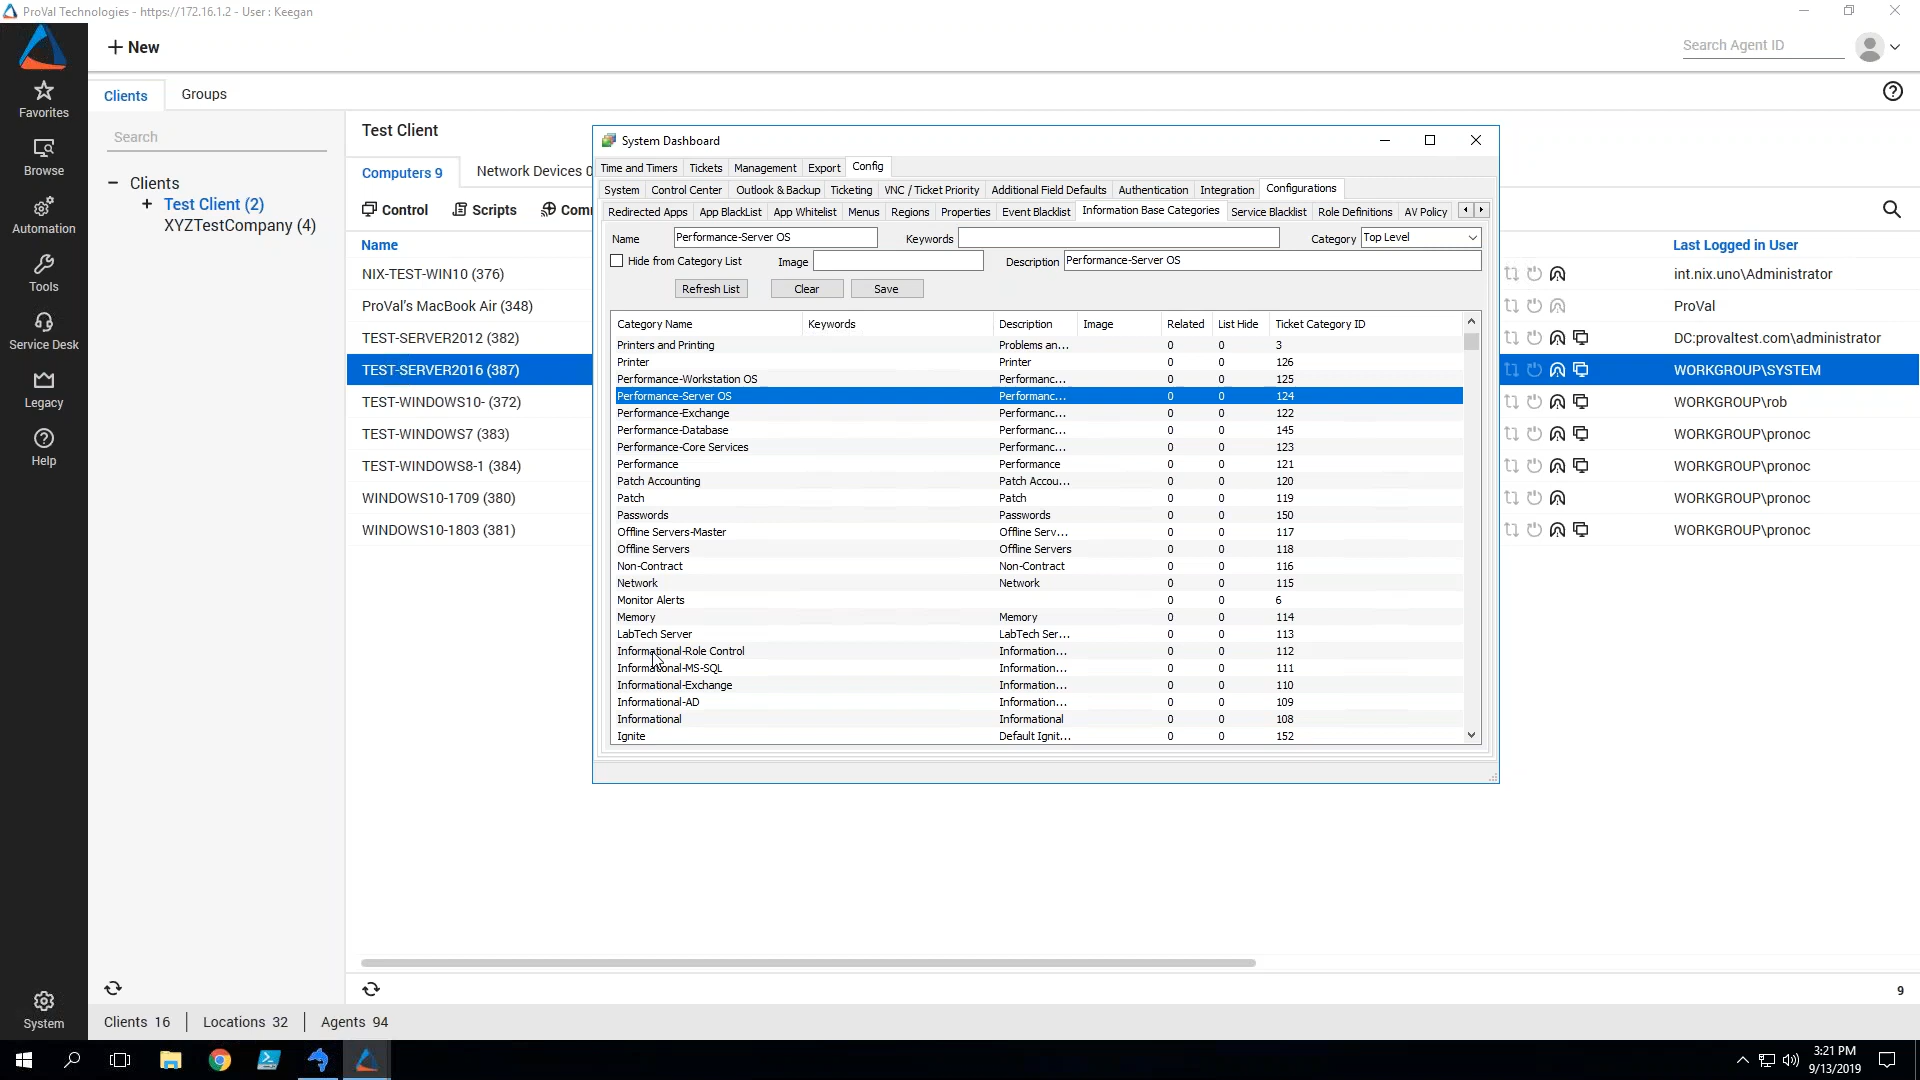 ProVal Technologies - https://172.16.1.2 - User : Keegan
+ New
Search Agent ID
Favorites
Browse
Automation
Tools
Service Desk
Legacy
Help
System
Clients
Groups
Search
Clients
Test Client (2)
XYZTestCompany (4)
Test Client
Computers 9
Network Devices 0
Control
Scripts
Com
Name
Last Logged in User
NIX-TEST-WIN10 (376)
int.nix.uno\Administrator
ProVal's MacBook Air (348)
ProVal
TEST-SERVER2012 (382)
DC:provaltest.com\administrator
TEST-SERVER2016 (387)
WORKGROUP\SYSTEM
TEST-WINDOWS10- (372)
WORKGROUP\rob
TEST-WINDOWS7 (383)
WORKGROUP\pronoc
TEST-WINDOWS8-1 (384)
WORKGROUP\pronoc
WINDOWS10-1709 (380)
WORKGROUP\pronoc
WINDOWS10-1803 (381)
WORKGROUP\pronoc
System Dashboard
Time and Timers Tickets Management Export Config
System Control Center Outlook & Backup Ticketing VNC / Ticket Priority Additional Field Defaults Authentication Integration Configurations
Redirected Apps App BlackList App Whitelist Menus Regions Properties Event Blacklist Information Base Categories Service Blacklist Role Definitions AV Policy
Name Performance-Server OS Keywords Category Top Level
Hide from Category List Image Description Performance-Server OS
Refresh List Clear Save
Category Name Keywords Description Image Related List Hide Ticket Category ID
Printers and Printing Problems an... 0 0 3
Printer Printer 0 0 126
Performance-Workstation OS Performanc... 0 0 125
Performance-Server OS Performanc... 0 0 124
Performance-Exchange Performanc... 0 0 122
Performance-Database Performanc... 0 0 145
Performance-Core Services Performanc... 0 0 123
Performance Performance 0 0 121
Patch Accounting Patch Accou... 0 0 120
Patch Patch 0 0 119
Passwords Passwords 0 0 150
Offline Servers-Master Offline Serv... 0 0 117
Offline Servers Offline Servers 0 0 118
Non-Contract Non-Contract 0 0 116
Network Network 0 0 115
Monitor Alerts 0 0 6
Memory Memory 0 0 114
LabTech Server LabTech Ser... 0 0 113
Informational-Role Control Information... 0 0 112
Informational-MS-SQL Information... 0 0 111
Informational-Exchange Information... 0 0 110
Informational-AD Information... 0 0 109
Informational Informational 0 0 108
Ignite Default Ignit... 0 0 152
9
Clients 16 Locations 32 Agents 94
3:21 PM
9/13/2019